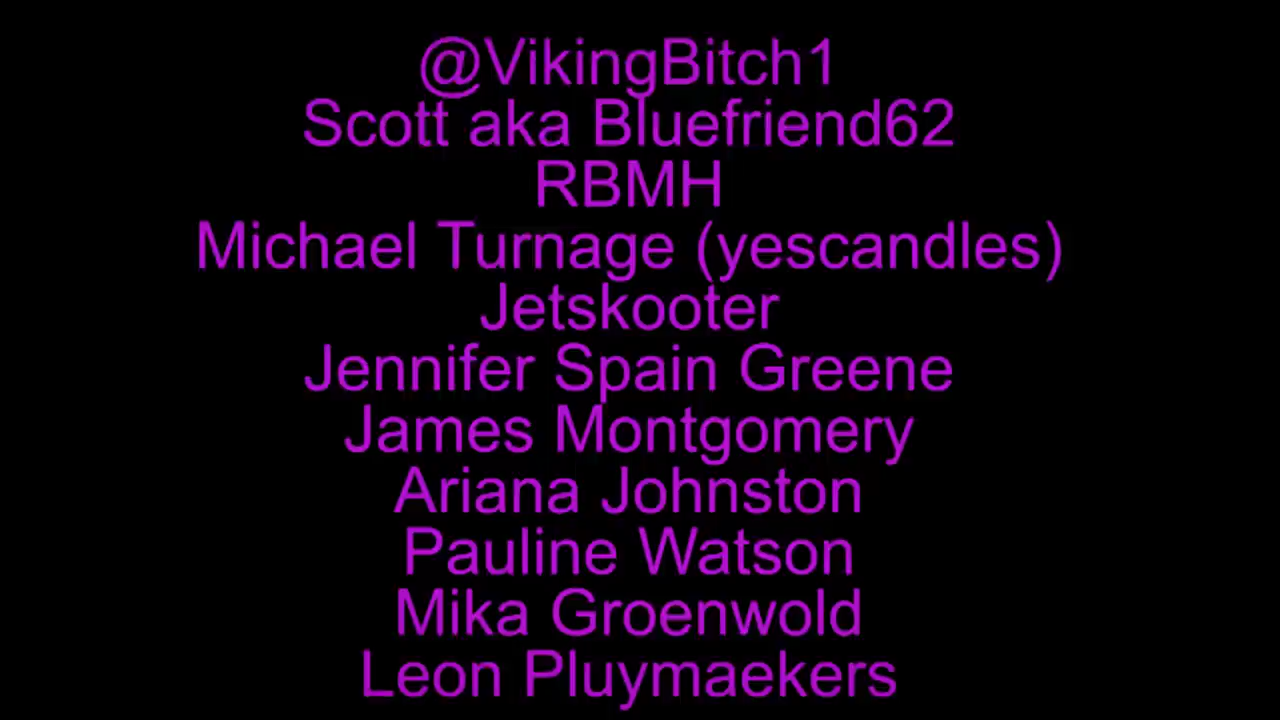 @VikingBitch1
Scott aka Bluefriend62
RBMH
Michael Turnage (yescandles)
Jetskooter
Jennifer Spain Greene
James Montgomery
Ariana Johnston
Pauline Watson
Mika Groenwold
Leon Pluymaekers